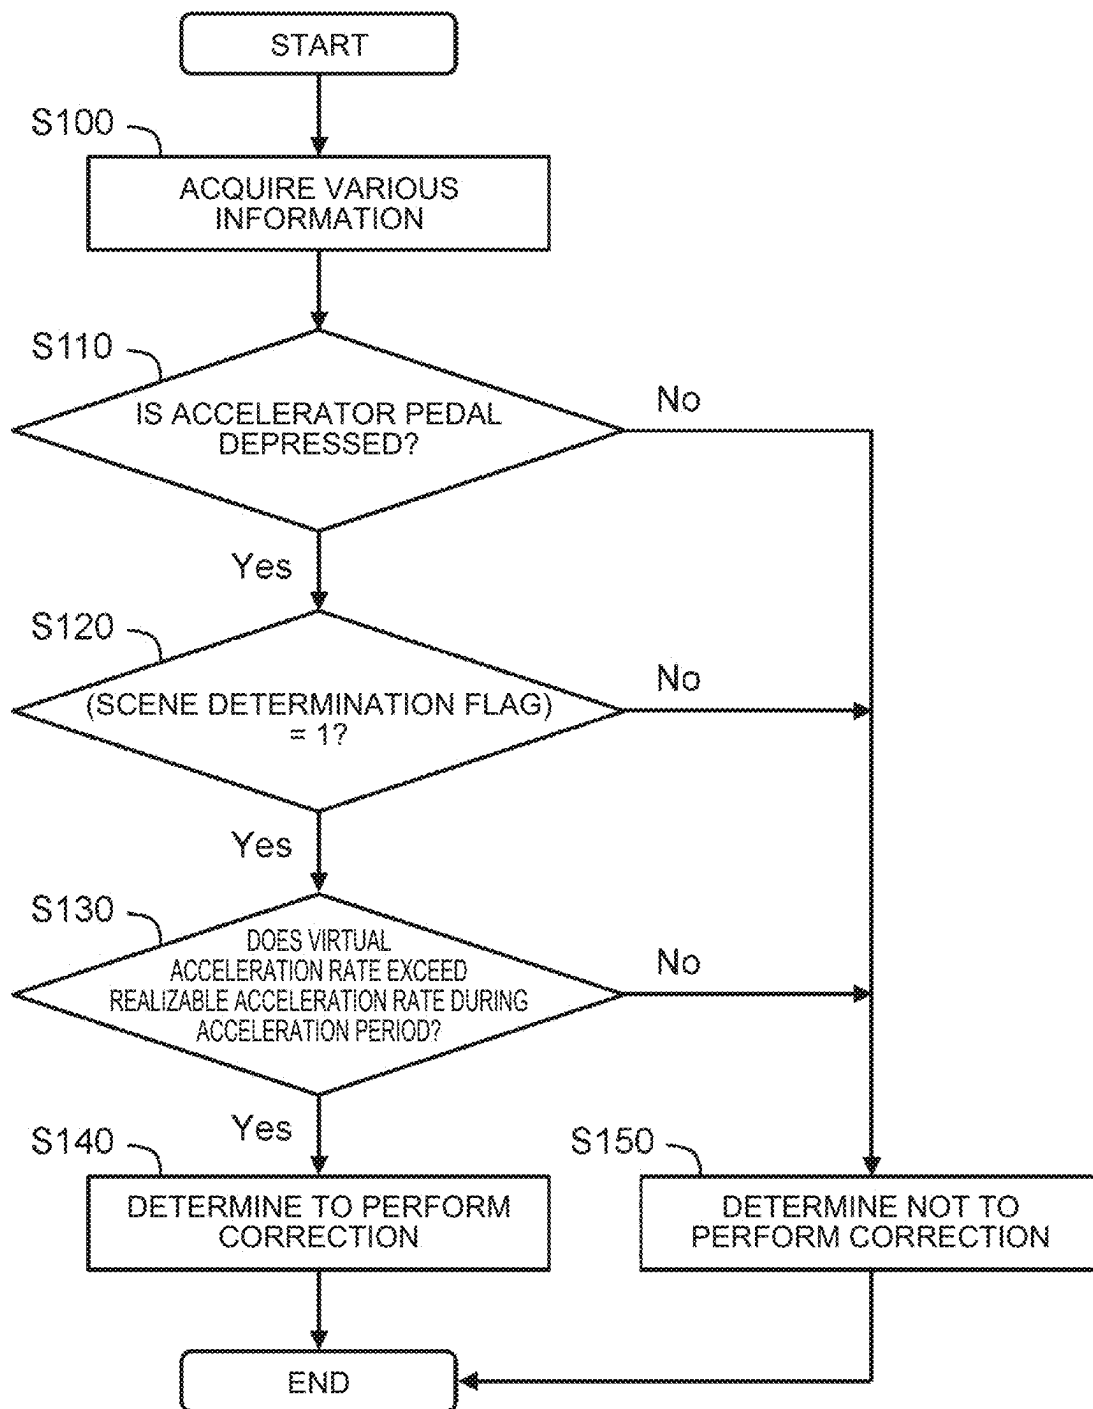 START
S100
ACQUIRE VARIOUS
INFORMATION
S110
IS ACCELERATOR PEDAL
DEPRESSED?
No
Yes
S120
(SCENE DETERMINATION FLAG)
= 1?
No
Yes
S130
DOES VIRTUAL
ACCELERATION RATE EXCEED
REALIZABLE ACCELERATION RATE DURING
ACCELERATION PERIOD?
No
Yes
S140
DETERMINE TO PERFORM
CORRECTION
S150
DETERMINE NOT TO
PERFORM CORRECTION
END